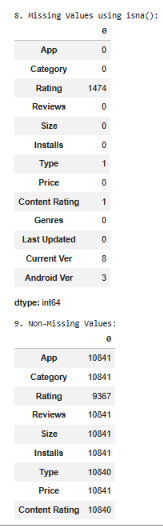 8. Missing Values using isna():
0
App 0
Category 0
Rating 1474
Reviews 0
Size 0
Installs 0
Type 1
Price 0
Content Rating 1
Genres 0
Last Updated 0
Current Ver 8
Android Ver 3
dtype: int64
9. Non-Missing Values:
0
App 10841
Category 10841
Rating 9367
Reviews 10841
Size 10841
Installs 10841
Type 10840
Price 10841
Content Rating 10840